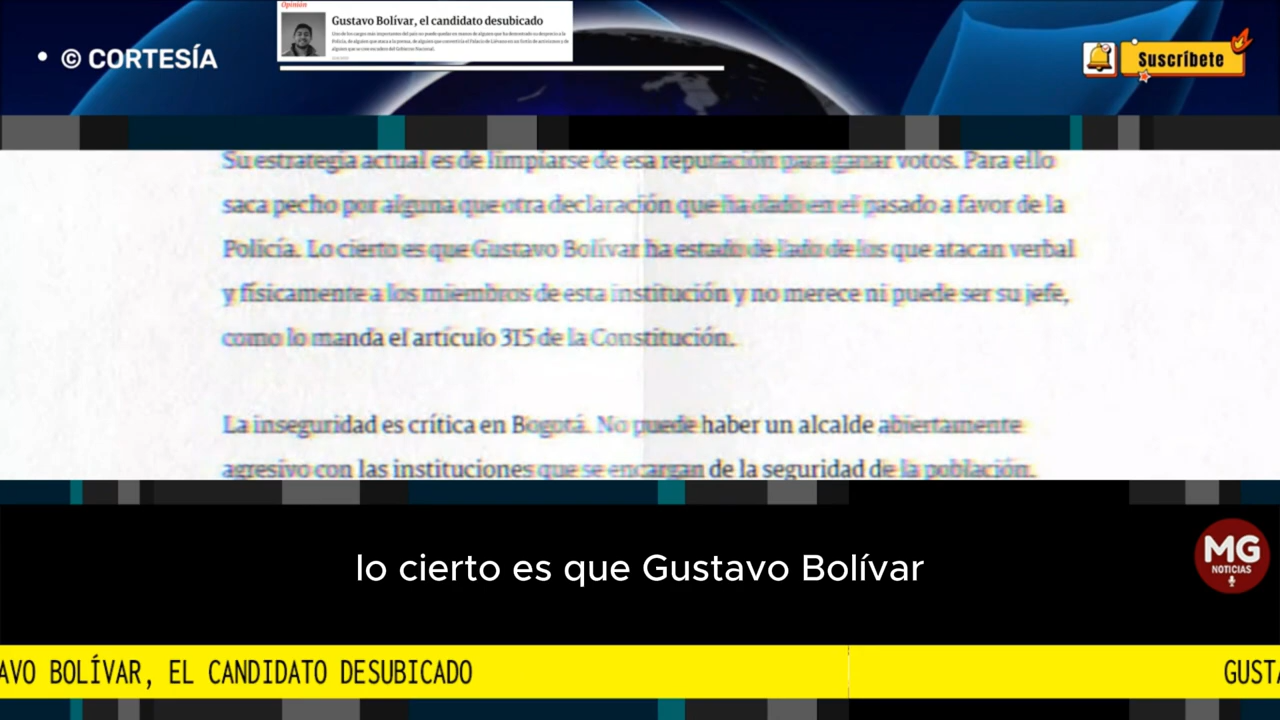 Opinión
Gustavo Bolívar, el candidato desubicado
• © CORTESÍA
Suscríbete
Su estrategia actual es de limpiarse de esa reputación para ganar votos. Para ello
saca pecho por alguna que otra declaración que ha dado en el pasado a favor de la
Policía. Lo cierto es que Gustavo Bolívar ha estado de lado de los que atacan verbal
y físicamente a los miembros de esta institución y no merece ni puede ser su jefe,
como lo manda el artículo 315 de la Constitución.
La inseguridad es crítica en Bogotá. No puede haber un alcalde abiertamente
agresivo con las instituciones que se encargan de la seguridad de la población.
lo cierto es que Gustavo Bolívar
MG
NOTICIAS
AVO BOLÍVAR, EL CANDIDATO DESUBICADO
GUSTA